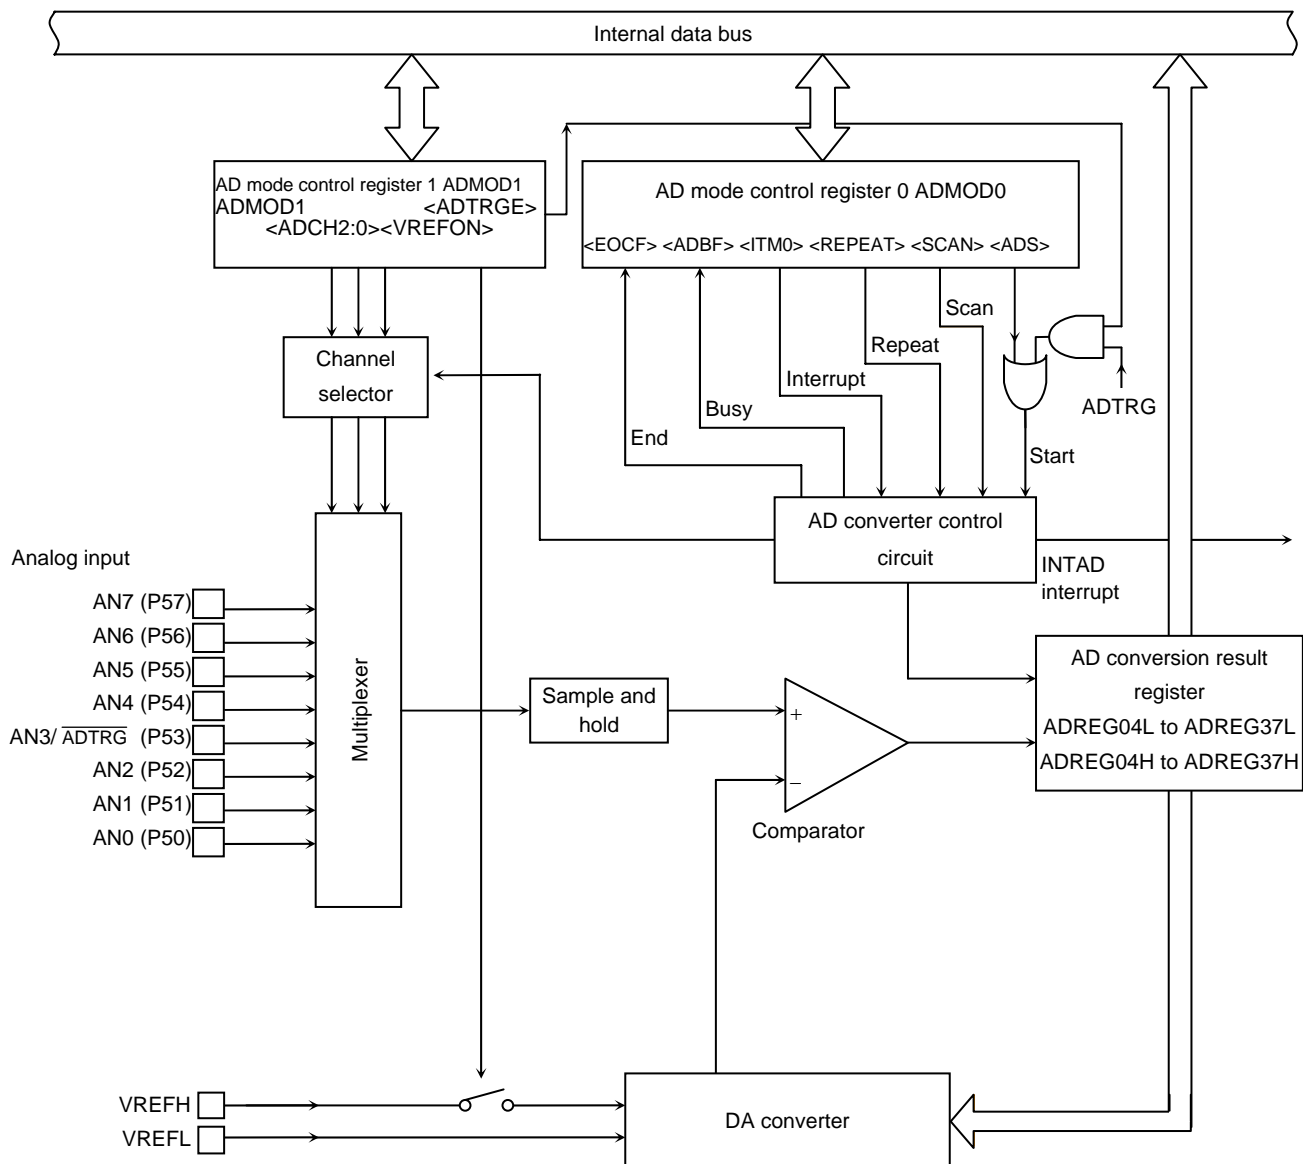 Internal data bus
AD mode control register 1 ADMOD1
ADMOD1 <ADTRGE>
<ADCH2:0><VREFON>
AD mode control register 0 ADMOD0
<EOCF> <ADBF> <ITM0> <REPEAT> <SCAN> <ADS>
Scan
Repeat
Interrupt
Busy
End
ADTRG
Start
Channel
selector
AD converter control
circuit
INTAD
interrupt
Analog input
AN7 (P57)
AN6 (P56)
AN5 (P55)
AN4 (P54)
AN3/ ADTRG (P53)
AN2 (P52)
AN1 (P51)
AN0 (P50)
Multiplexer
Sample and
hold
+
−
Comparator
AD conversion result
register
ADREG04L to ADREG37L
ADREG04H to ADREG37H
VREFH
VREFL
DA converter